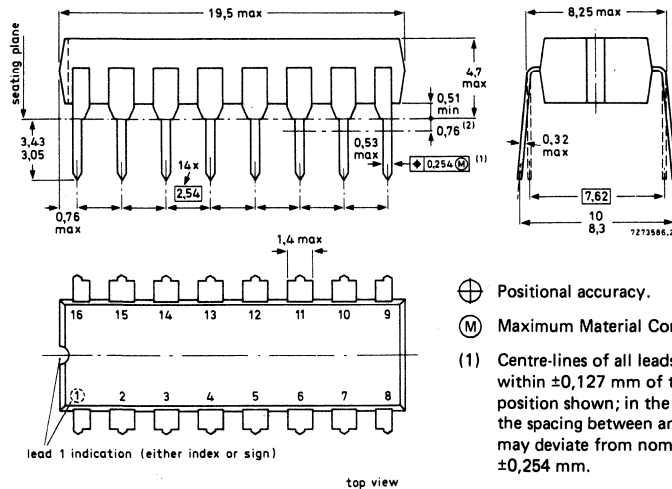 19,5 max
8,25 max
seating plane
4,7
max
0,51
min
0,76 (2)
3,43
3,05
0,53
max
0,254 M (1)
14x
2,54
0,76
max
0,32
max
7,62
10
8,3
7273586.2
1,4 max
16 15 14 13 12 11 10 9
1 2 3 4 5 6 7 8
lead 1 indication (either index or sign)
top view
Positional accuracy.
M Maximum Material Con
(1) Centre-lines of all leads
within ±0,127 mm of t
position shown; in the
the spacing between an
may deviate from nom
±0,254 mm.